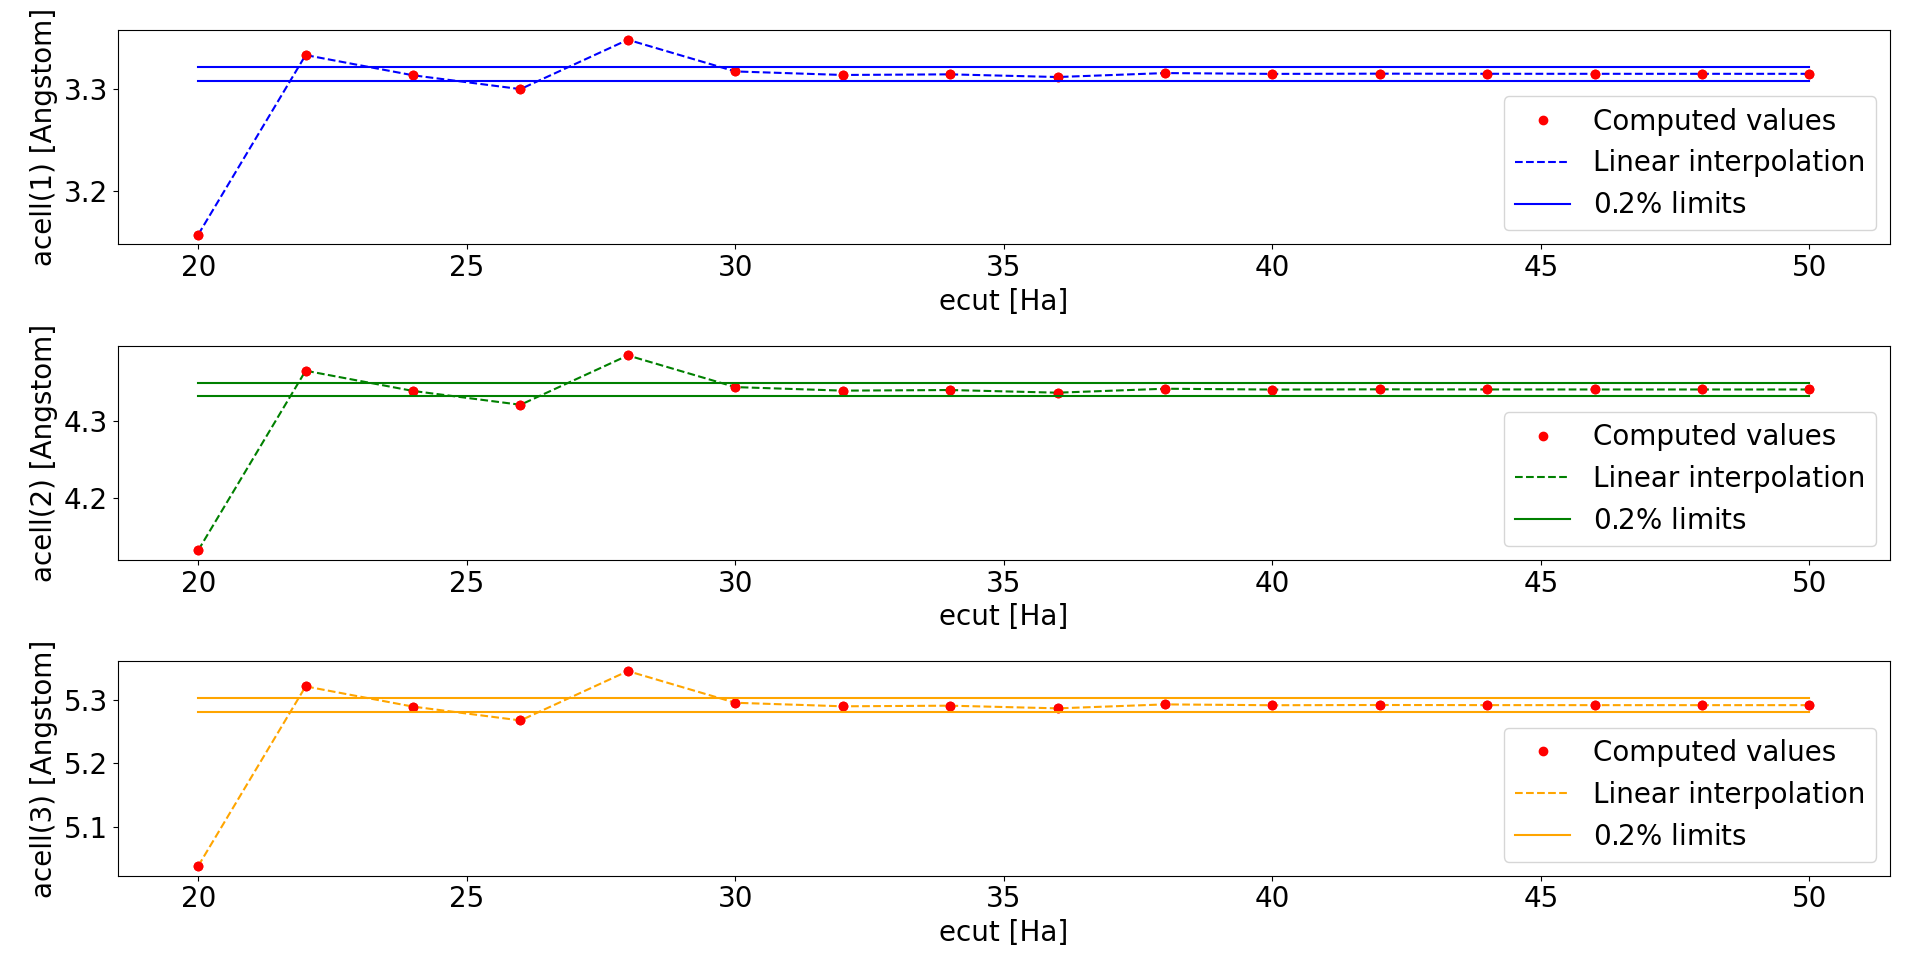 acell(1) [Angstom]
3.3
3.2
Computed values
Linear interpolation
0.2% limits
20 25 30 35 40 45 50
ecut [Ha]
acell(2) [Angstom]
4.3
4.2
Computed values
Linear interpolation
0.2% limits
20 25 30 35 40 45 50
ecut [Ha]
acell(3) [Angstom]
5.3
5.2
5.1
Computed values
Linear interpolation
0.2% limits
20 25 30 35 40 45 50
ecut [Ha]